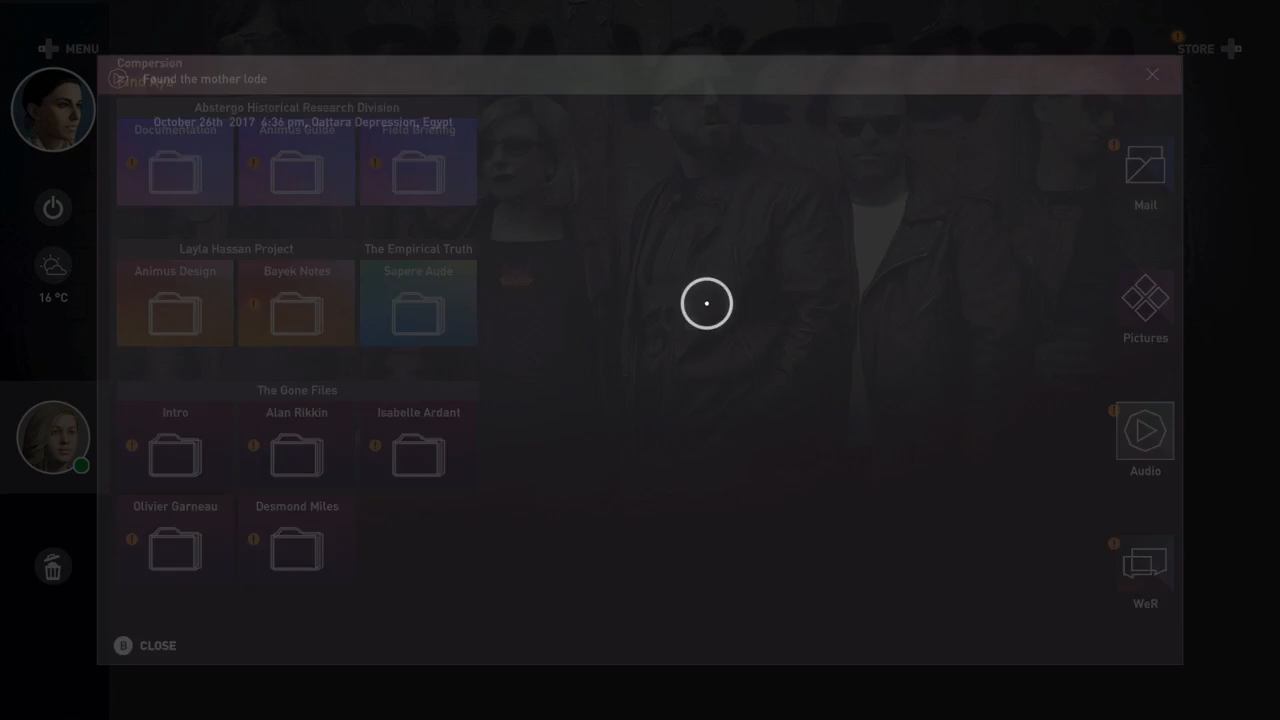 MENU
STORE
Compersion
Find Aya
Found the mother lode
Abstergo Historical Research Division
October 26th 2017 6:36 pm, Qattara Depression, Egypt
Documentation
Animus Guide
Field Briefing
Mail
Layla Hassan Project
The Empirical Truth
Animus Design
Bayek Notes
Sapere Aude
16 °C
Pictures
The Gone Files
Intro
Alan Rikkin
Isabelle Ardant
Audio
Olivier Garneau
Desmond Miles
WeR
B CLOSE